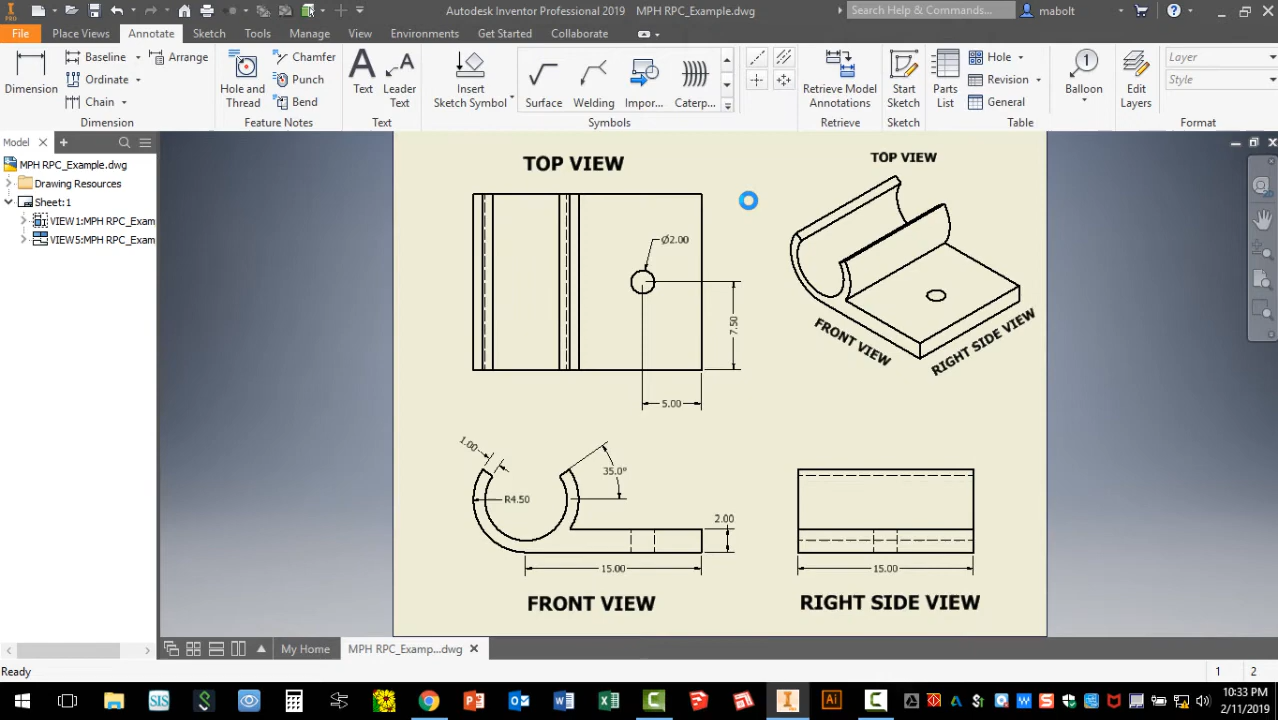 PRO
Autodesk Inventor Professional 2019 MPH RPC_Example.dwg
Search Help & Commands...
mabolt
File Place Views Annotate Sketch Tools Manage View Environments Get Started Collaborate
Dimension
Baseline
Ordinate
Chain
Arrange
Dimension
Hole and Thread
Chamfer
Punch
Bend
Feature Notes
Text
Leader Text
Text
Insert Sketch Symbol
Surface
Welding
Impor...
Caterp...
Symbols
Retrieve Model Annotations
Retrieve
Start Sketch
Sketch
Parts List
Hole
Revision
General
Table
1
Balloon
Edit Layers
Layer
Style
Format
Model
MPH RPC_Example.dwg
Drawing Resources
Sheet:1
VIEW1:MPH RPC_Exam
VIEW5:MPH RPC_Exam
TOP VIEW
Ø2.00
7.50
5.00
TOP VIEW
FRONT VIEW
RIGHT SIDE VIEW
1.00
R4.50
35.0°
2.00
15.00
FRONT VIEW
15.00
RIGHT SIDE VIEW
My Home
MPH RPC_Examp...dwg
Ready
1 2
SIS
Ai
10:33 PM
2/11/2019